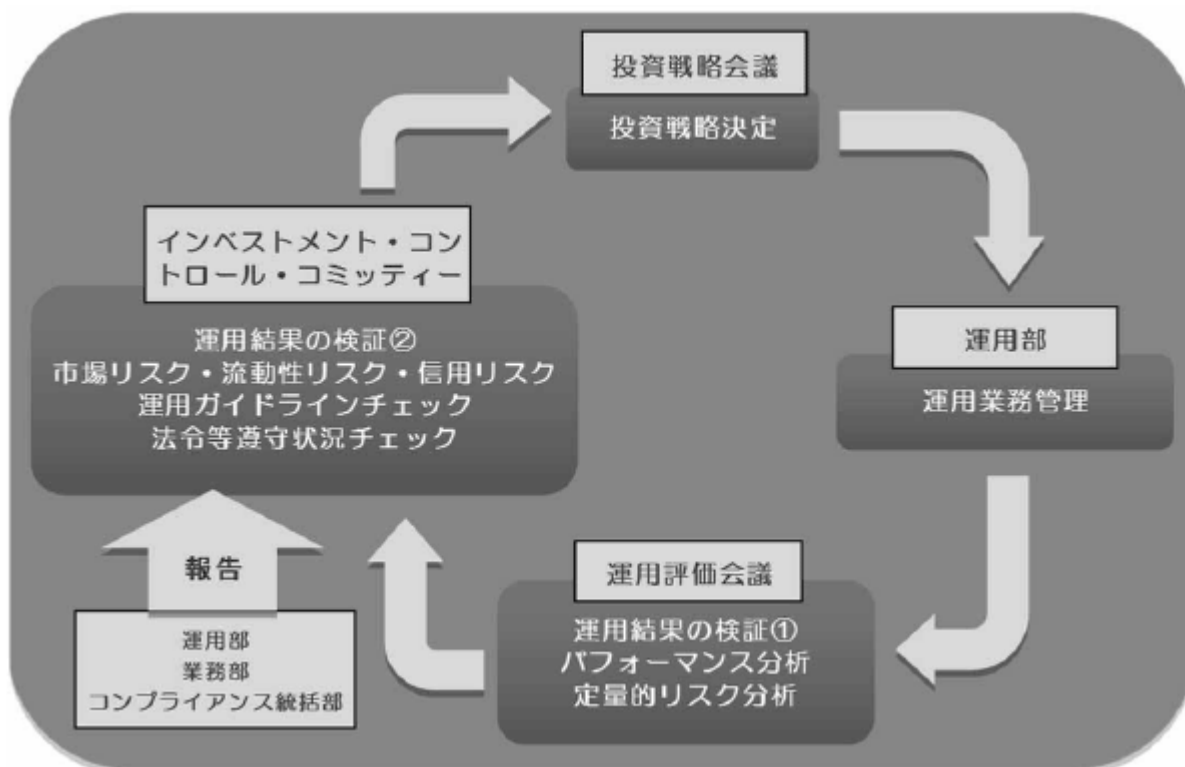 投資戦略会議
投資戦略決定
運用部
運用業務管理
運用評価会議
運用結果の検証①
パフォーマンス分析
定量的リスク分析
インベストメント・コン
トロール・コミッティー
運用結果の検証②
市場リスク・流動性リスク・信用リスク
運用ガイドラインチェック
法令等遵守状況チェック
報告
運用部
業務部
コンプライアンス統括部